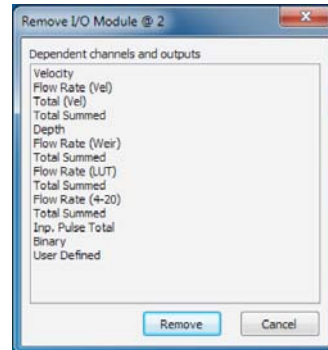 Remove I/O Module @ 2
Dependent channels and outputs
Velocity
Flow Rate (Vel)
Total (Vel)
Total Summed
Depth
Flow Rate (Weir)
Total Summed
Flow Rate (LUT)
Total Summed
Flow Rate (4-20)
Total Summed
Inp. Pulse Total
Binary
User Defined
Remove Cancel